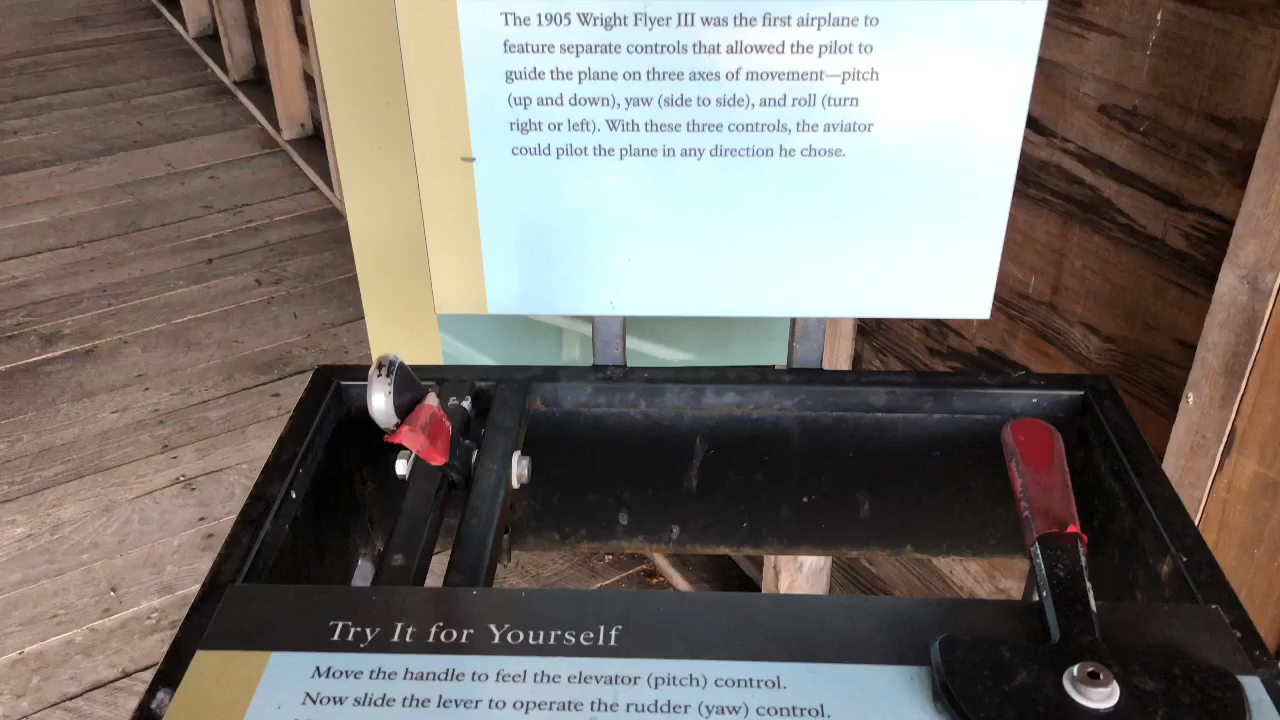 The 1905 Wright Flyer III was the first airplane to
feature separate controls that allowed the pilot to
guide the plane on three axes of movement—pitch
(up and down), yaw (side to side), and roll (turn
right or left). With these three controls, the aviator
could pilot the plane in any direction he chose.
Try It for Yourself
Move the handle to feel the elevator (pitch) control.
Now slide the lever to operate the rudder (yaw) control.